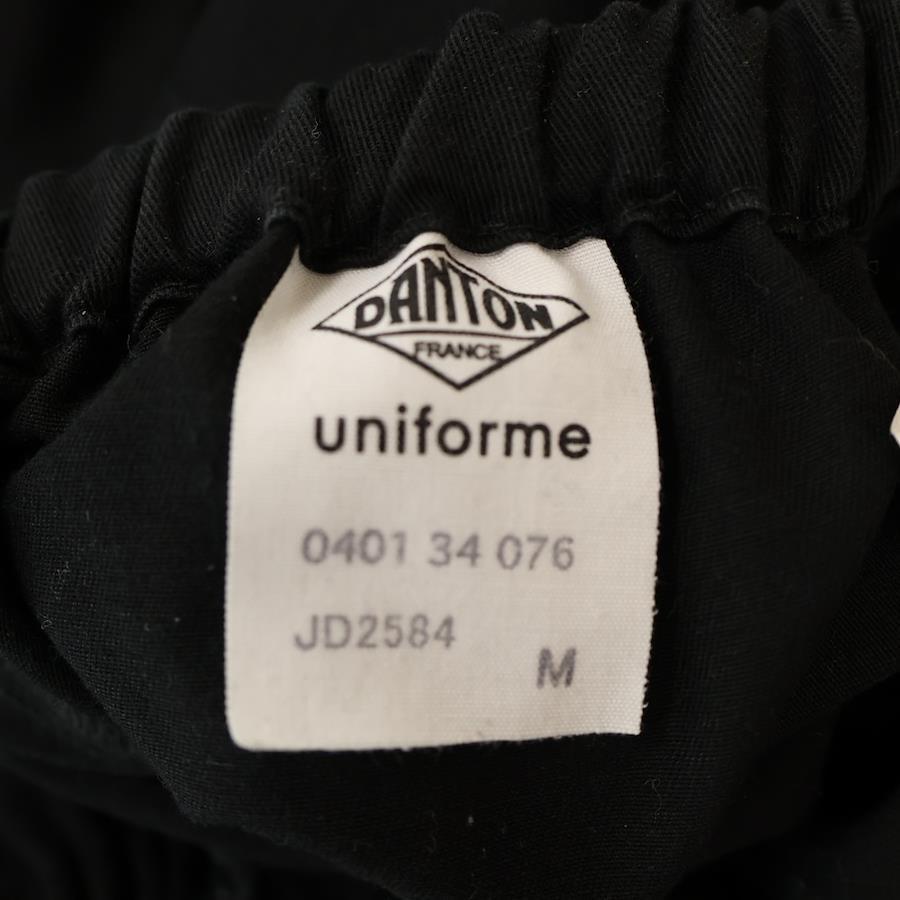 DANTON
FRANCE
uniforme
0401 34 076
JD2584
M